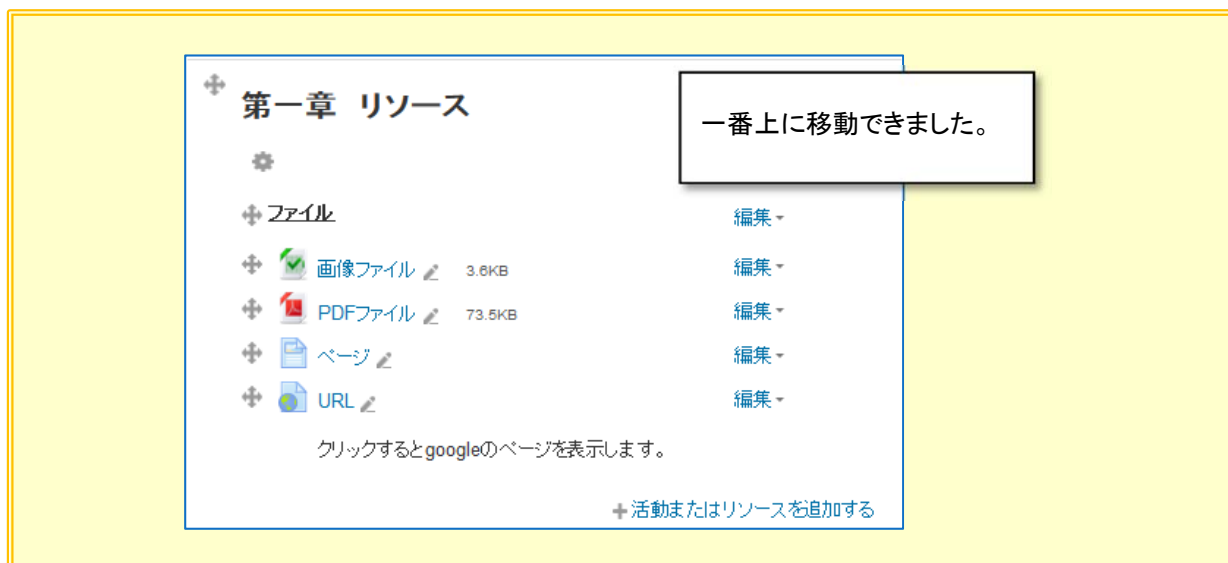 第一章 リソース
一番上に移動できました。
ファイル 編集
画像ファイル 3.6KB 編集
PDFファイル 73.5KB 編集
ページ 編集
URL 編集
クリックするとgoogleのページを表示します。
+活動またはリソースを追加する